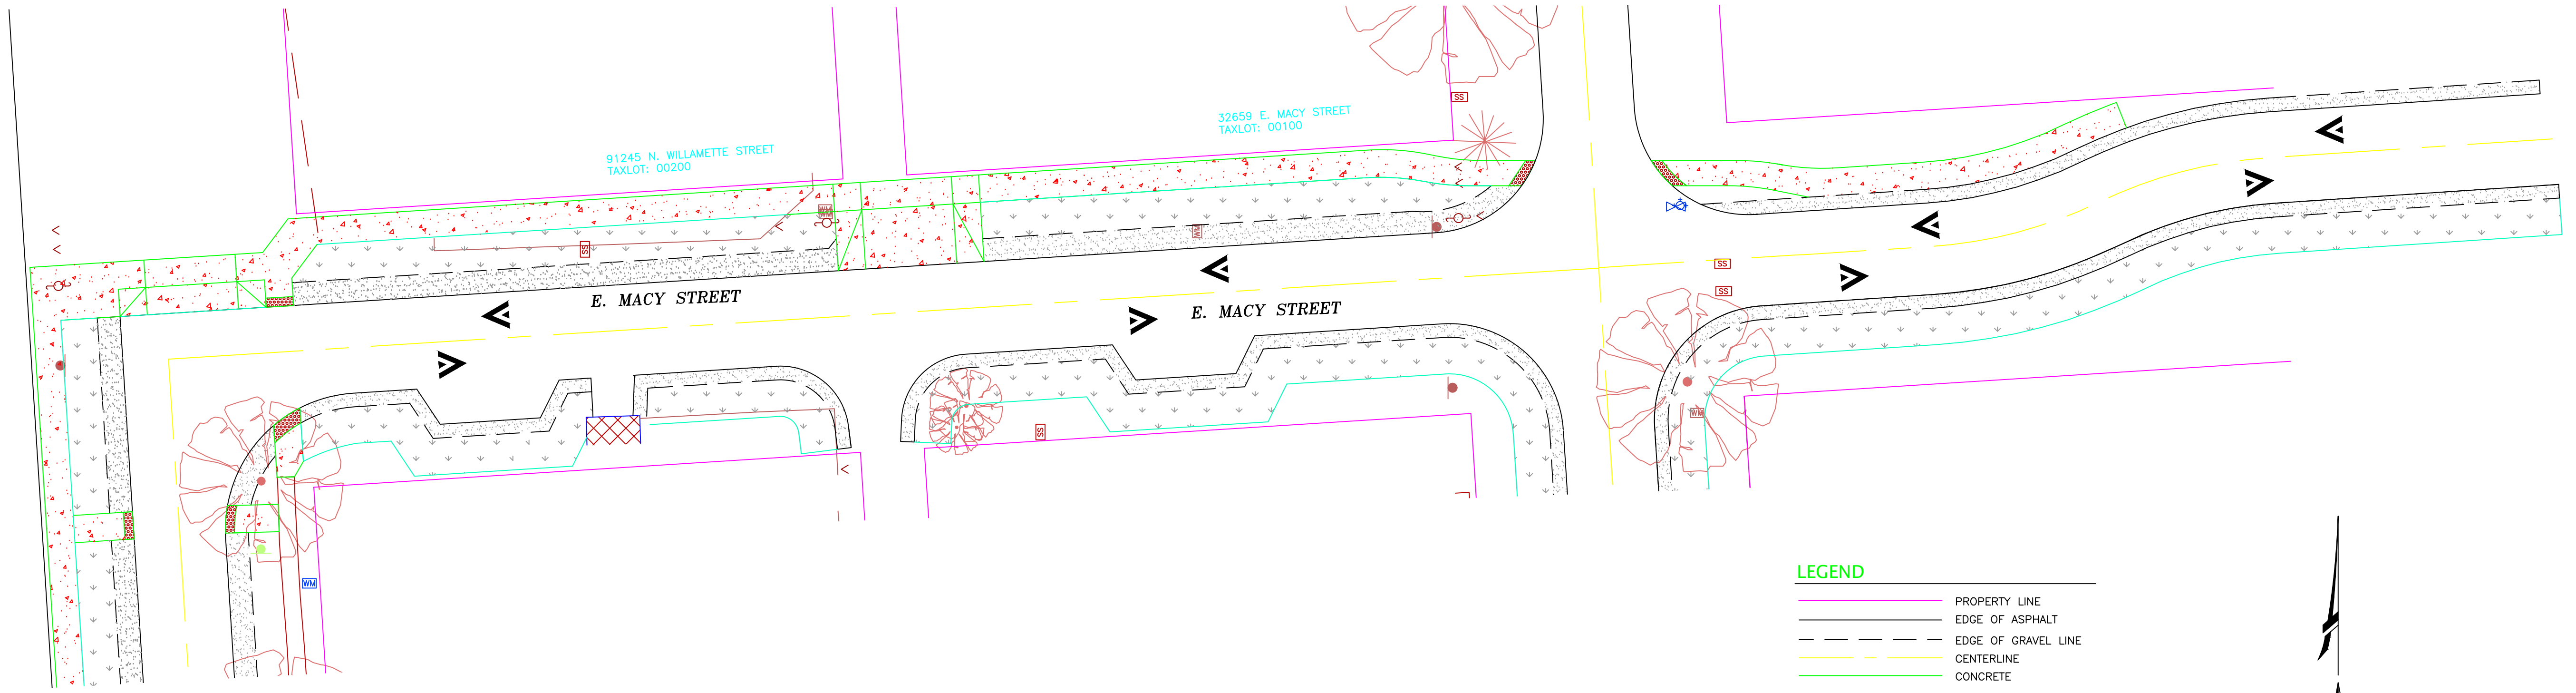 SS
32659 E. MACY STREET
TAXLOT: 00100
91245 N. WILLAMETTE STREET
TAXLOT: 00200
WM
WM
SS
SS
SS
E. MACY STREET
E. MACY STREET
WM
SS
WM
LEGEND
PROPERTY LINE
EDGE OF ASPHALT
EDGE OF GRAVEL LINE
CENTERLINE
CONCRETE